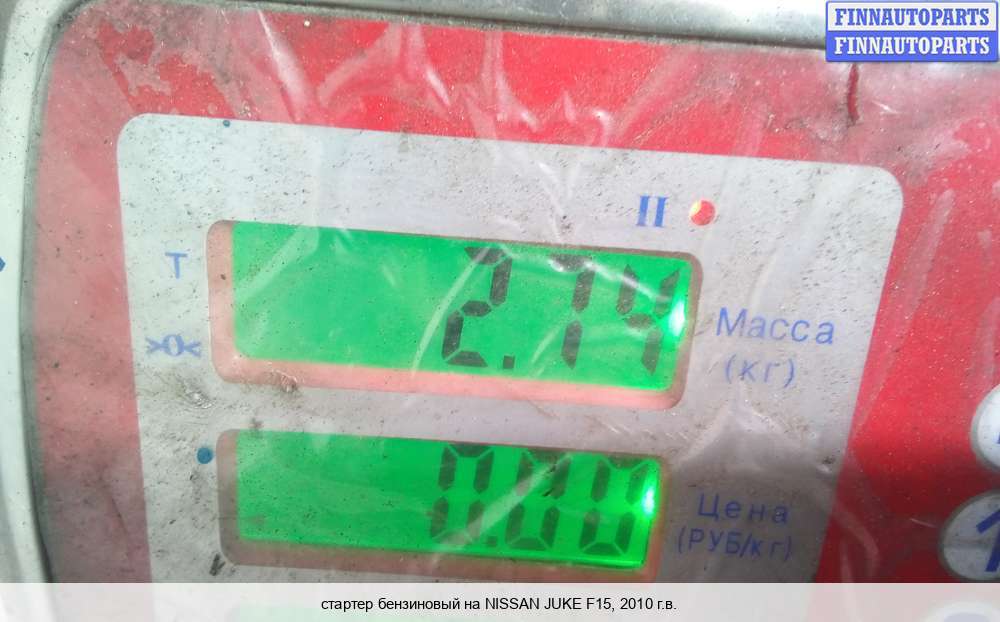 FINNAUTOPARTS
FINNAUTOPARTS
II
T
2.74
Масса
(кг)
>0<
0.00
Цена
(РУБ/кг)
стартер бензиновый на NISSAN JUKE F15, 2010 г.в.